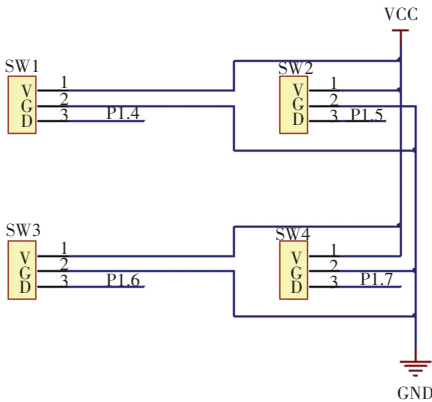 VCC
SW1
V 1
G 2
D 3 P1.4
SW2
V 1
G 2
D 3 P1.5
SW3
V 1
G 2
D 3 P1.6
SW4
V 1
G 2
D 3 P1.7
GND